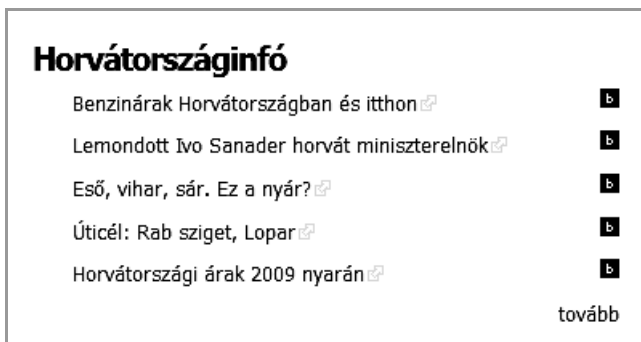 Horvátországinfó
Benzinárak Horvátországban és itthon b
Lemondott Ivo Sanader horvát miniszterelnök b
Eső, vihar, sár. Ez a nyár? b
Úticél: Rab sziget, Lopar b
Horvátországi árak 2009 nyarán b
tovább